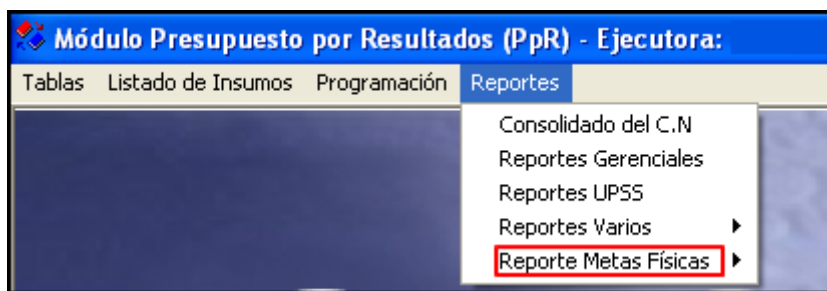 Módulo Presupuesto por Resultados (PpR) - Ejecutora:
Tablas Listado de Insumos Programación Reportes
Consolidado del C.N
Reportes Gerenciales
Reportes UPSS
Reportes Varios
Reporte Metas Físicas